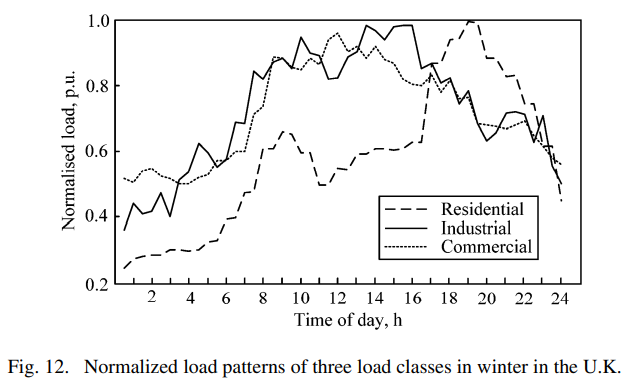 1.0
0.8
0.6
0.4
0.2
Normalised load, p.u.
Residential
Industrial
Commercial
2 4 6 8 10 12 14 16 18 20 22 24
Time of day, h
Fig. 12. Normalized load patterns of three load classes in winter in the U.K.